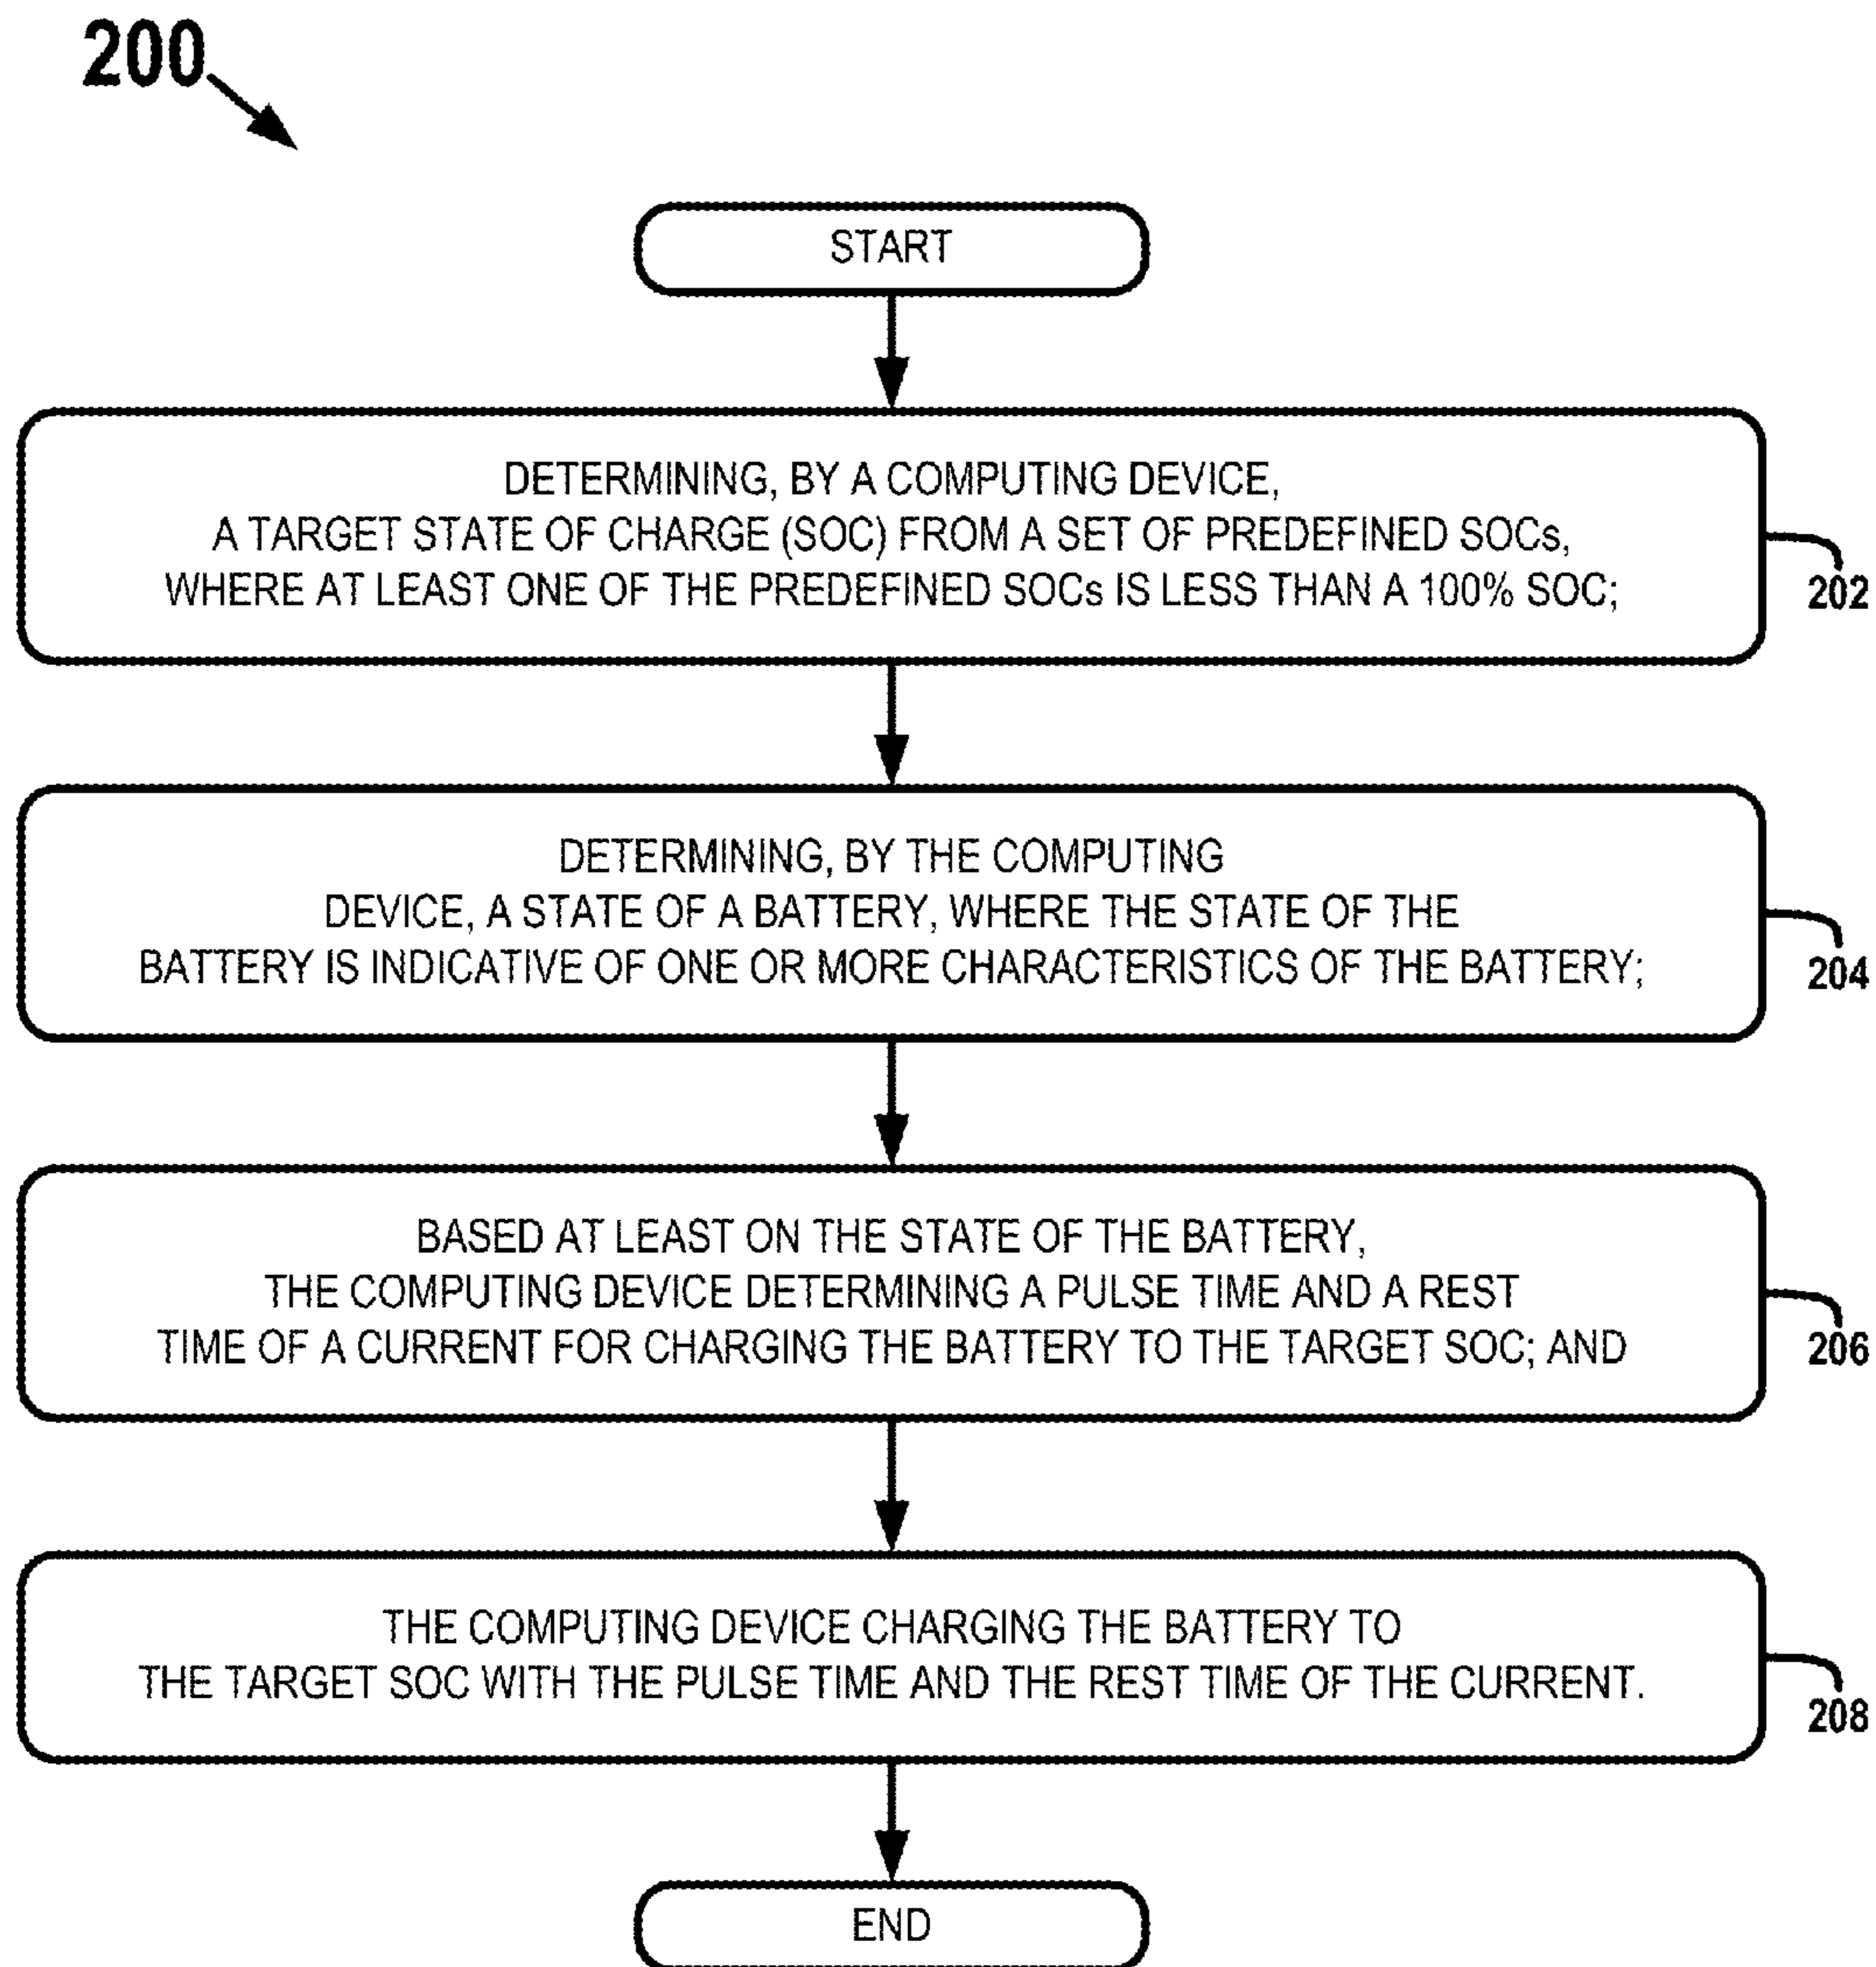 200
START
DETERMINING, BY A COMPUTING DEVICE,
A TARGET STATE OF CHARGE (SOC) FROM A SET OF PREDEFINED SOCs,
WHERE AT LEAST ONE OF THE PREDEFINED SOCs IS LESS THAN A 100% SOC;
202
DETERMINING, BY THE COMPUTING
DEVICE, A STATE OF A BATTERY, WHERE THE STATE OF THE
BATTERY IS INDICATIVE OF ONE OR MORE CHARACTERISTICS OF THE BATTERY;
204
BASED AT LEAST ON THE STATE OF THE BATTERY,
THE COMPUTING DEVICE DETERMINING A PULSE TIME AND A REST
TIME OF A CURRENT FOR CHARGING THE BATTERY TO THE TARGET SOC; AND
206
THE COMPUTING DEVICE CHARGING THE BATTERY TO
THE TARGET SOC WITH THE PULSE TIME AND THE REST TIME OF THE CURRENT.
208
END